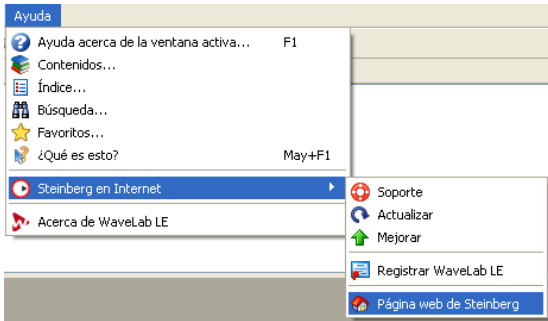 Ayuda
Ayuda acerca de la ventana activa... F1
Contenidos...
Índice...
Búsqueda...
Favoritos...
¿Qué es esto? May+F1
Steinberg en Internet
Acerca de WaveLab LE
Soporte
Actualizar
Mejorar
Registrar WaveLab LE
Página web de Steinberg